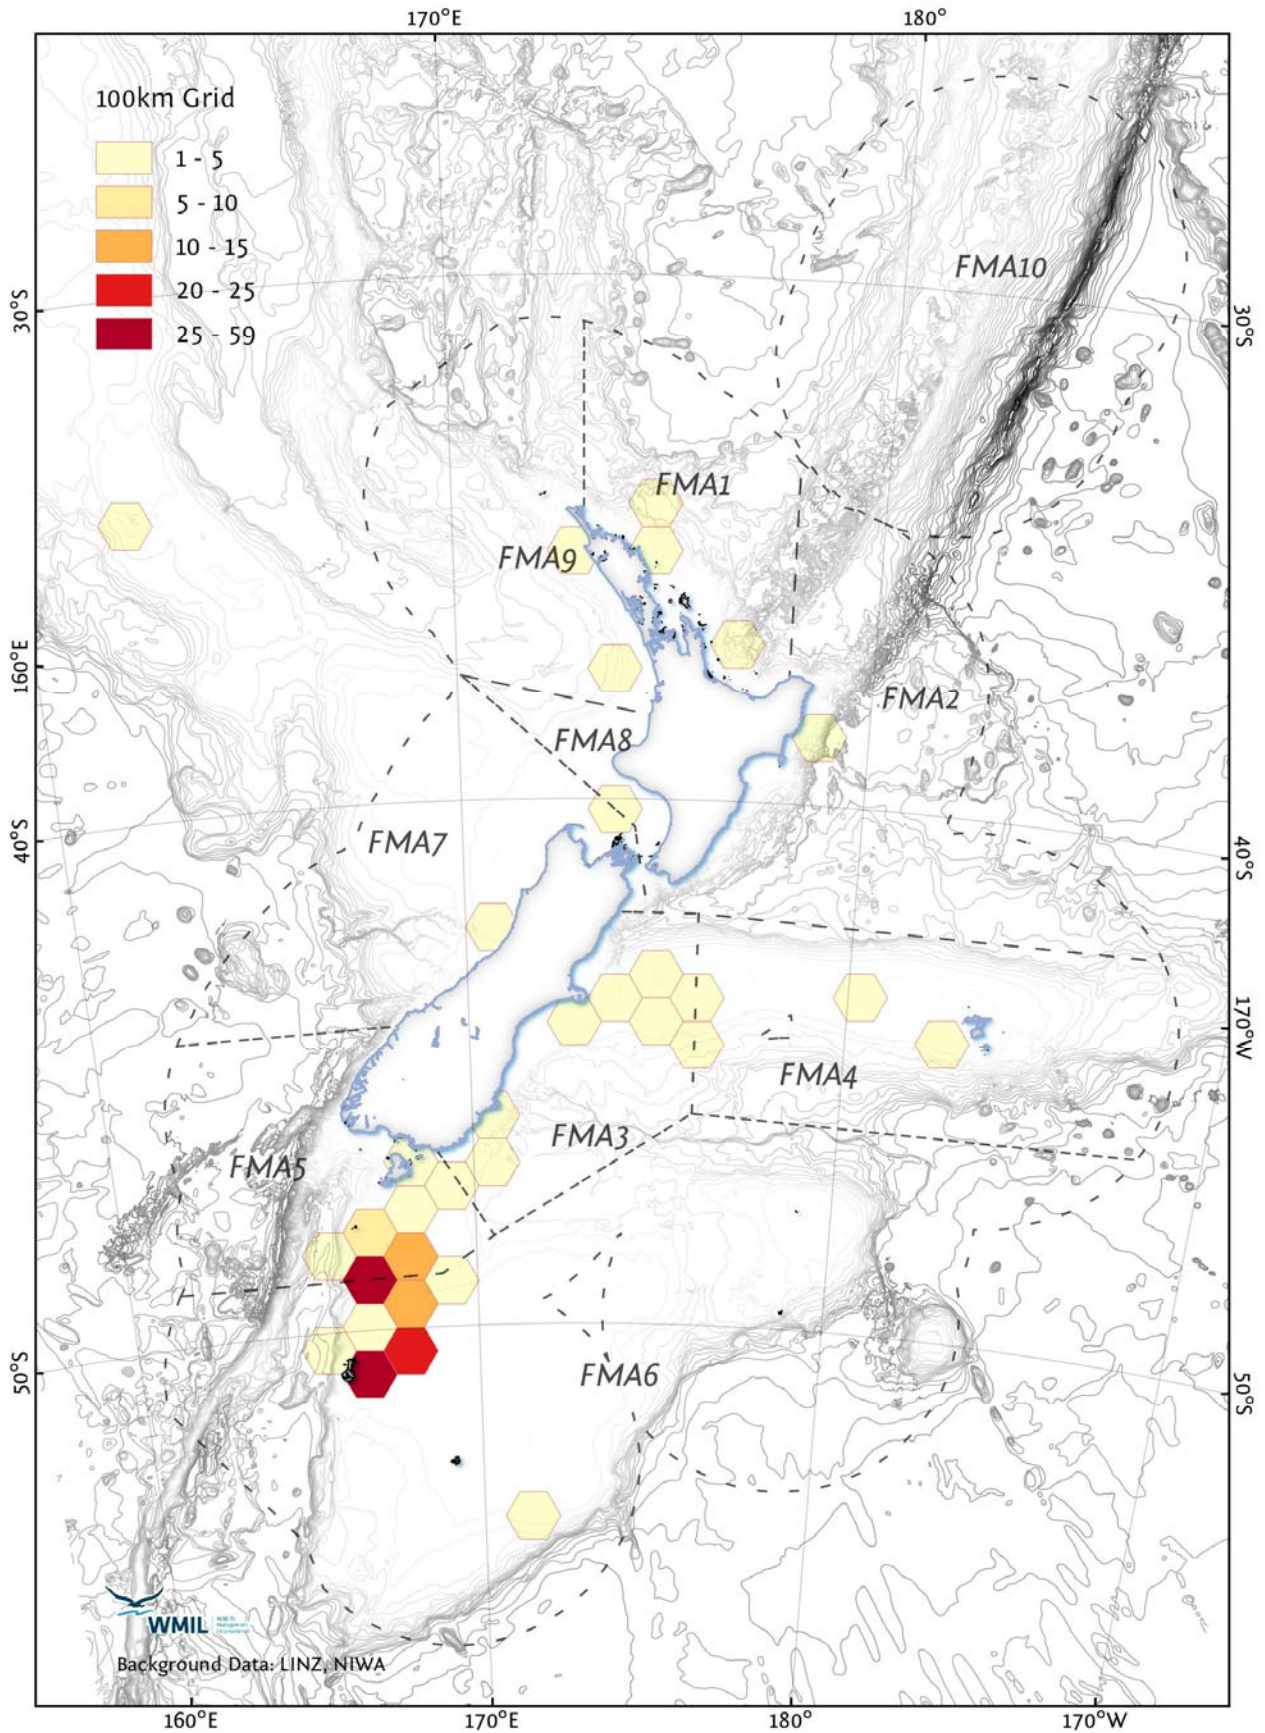 170°E
180°
100km Grid
1 - 5
5 - 10
10 - 15
20 - 25
25 - 59
FMA10
30°S
30°S
FMA1
FMA9
160°E
FMA2
FMA8
FMA7
40°S
40°S
170°W
FMA4
FMA3
FMA5
50°S
FMA6
50°S
WMIL
Background Data: LINZ, NIWA
160°E
170°E
180°
170°W